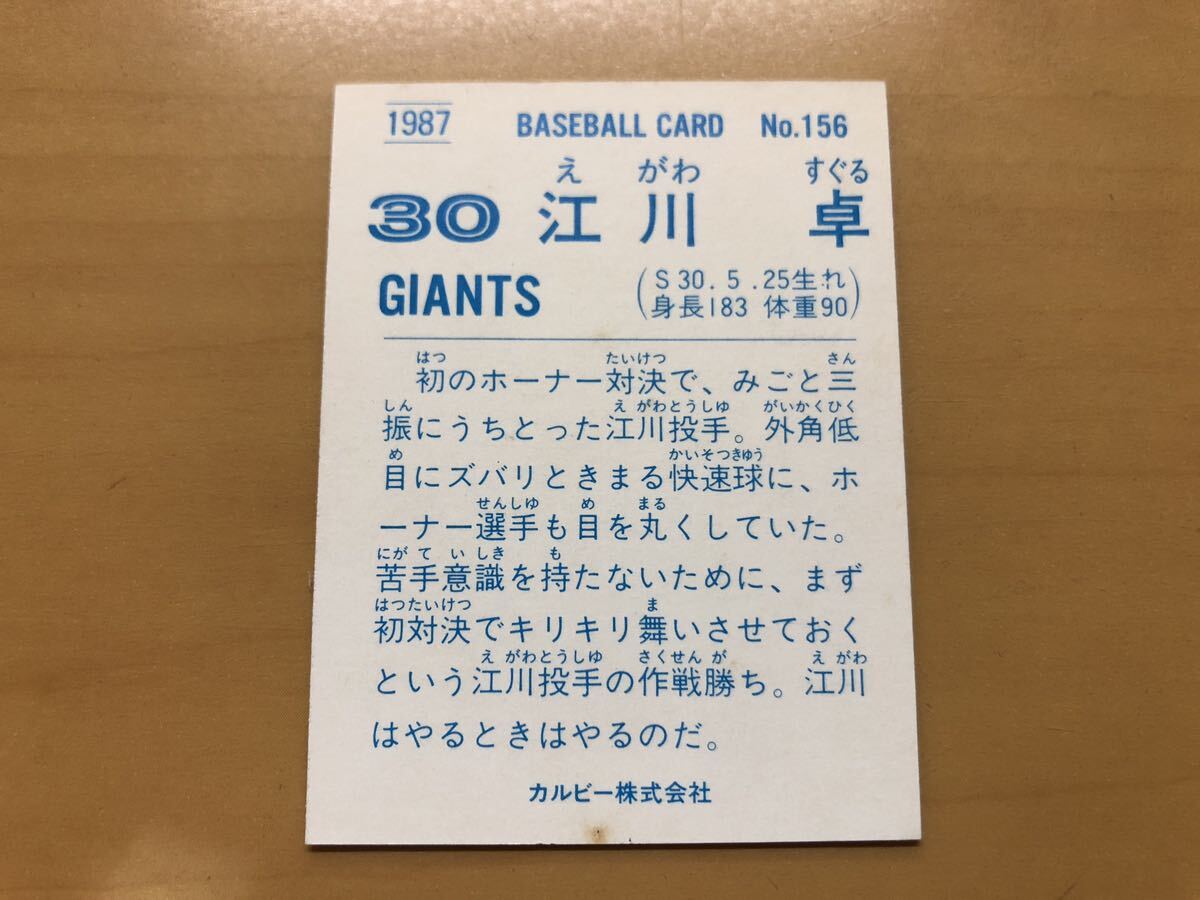 1987 BASEBALL CARD No.156
え がわ すぐる
30 江川 卓
GIANTS
(S30.5.25生れ
身長183 体重90)
はつ たいけつ さん
初のホーナー対決で、みごと三
しん え がわとうしゆ がいかくひく
振にうちとった江川投手。外角低
め かいそつきゅう
目にズバリときまる快速球に、ホ
せんしゆ め まる
ーナー選手も目を丸くしていた。
にが て い しき も
苦手意識を持たないために、まず
はつたいけつ ま
初対決でキリキリ舞いさせておく
え がわとうしゆ さくせん が え がわ
という江川投手の作戦勝ち。江川
はやるときはやるのだ。
カルビー株式会社